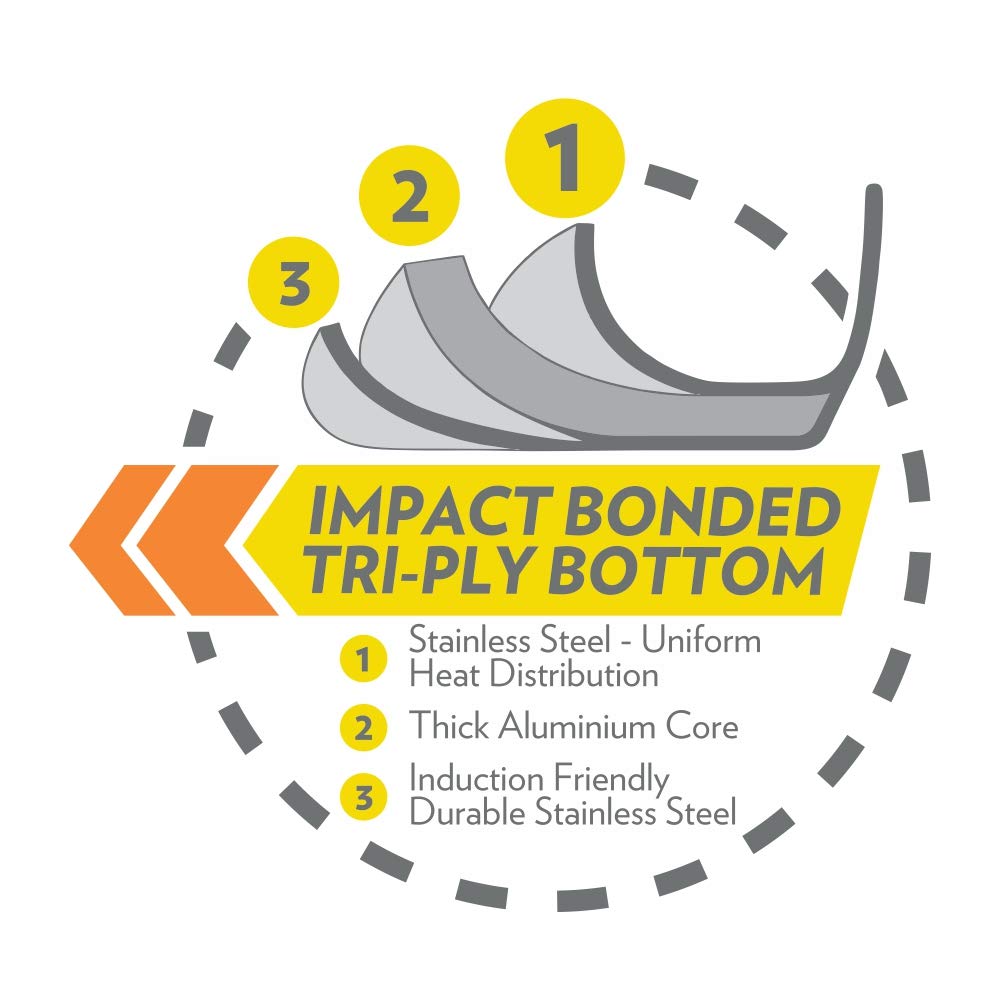 1
2
3
IMPACT BONDED
TRI-PLY BOTTOM
1 Stainless Steel - Uniform
Heat Distribution
2 Thick Aluminium Core
3 Induction Friendly
Durable Stainless Steel